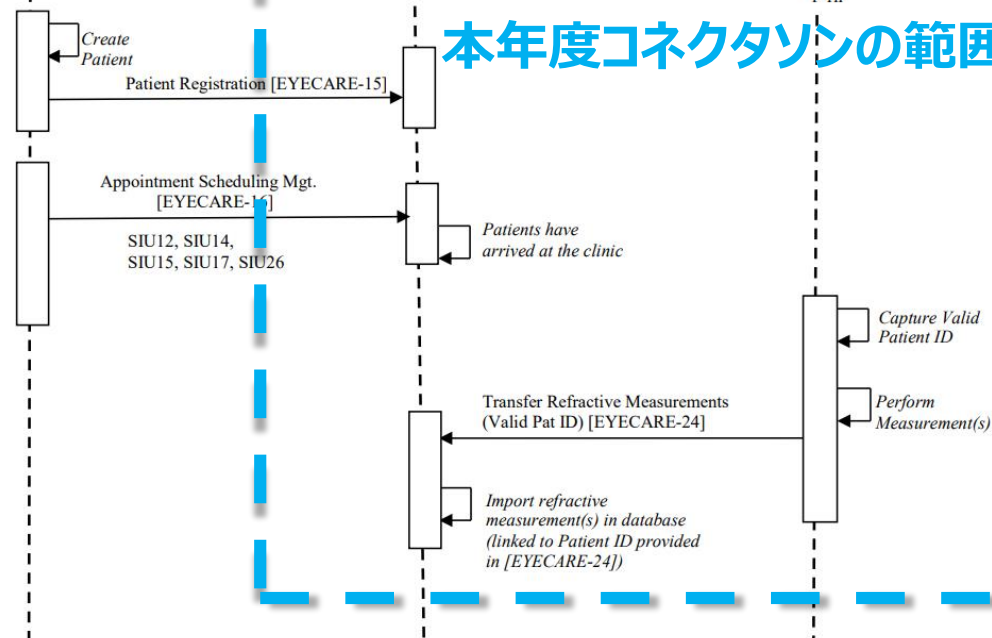 本年度コネクタソンの範囲
Create
Patient
Patient Registration [EYECARE-15]
Appointment Scheduling Mgt.
[EYECARE-16]
SIU12, SIU14,
SIU15, SIU17, SIU26
Patients have
arrived at the clinic
Capture Valid
Patient ID
Transfer Refractive Measurements
(Valid Pat ID) [EYECARE-24]
Perform
Measurement(s)
Import refractive
measurement(s) in database
(linked to Patient ID provided
in [EYECARE-24])